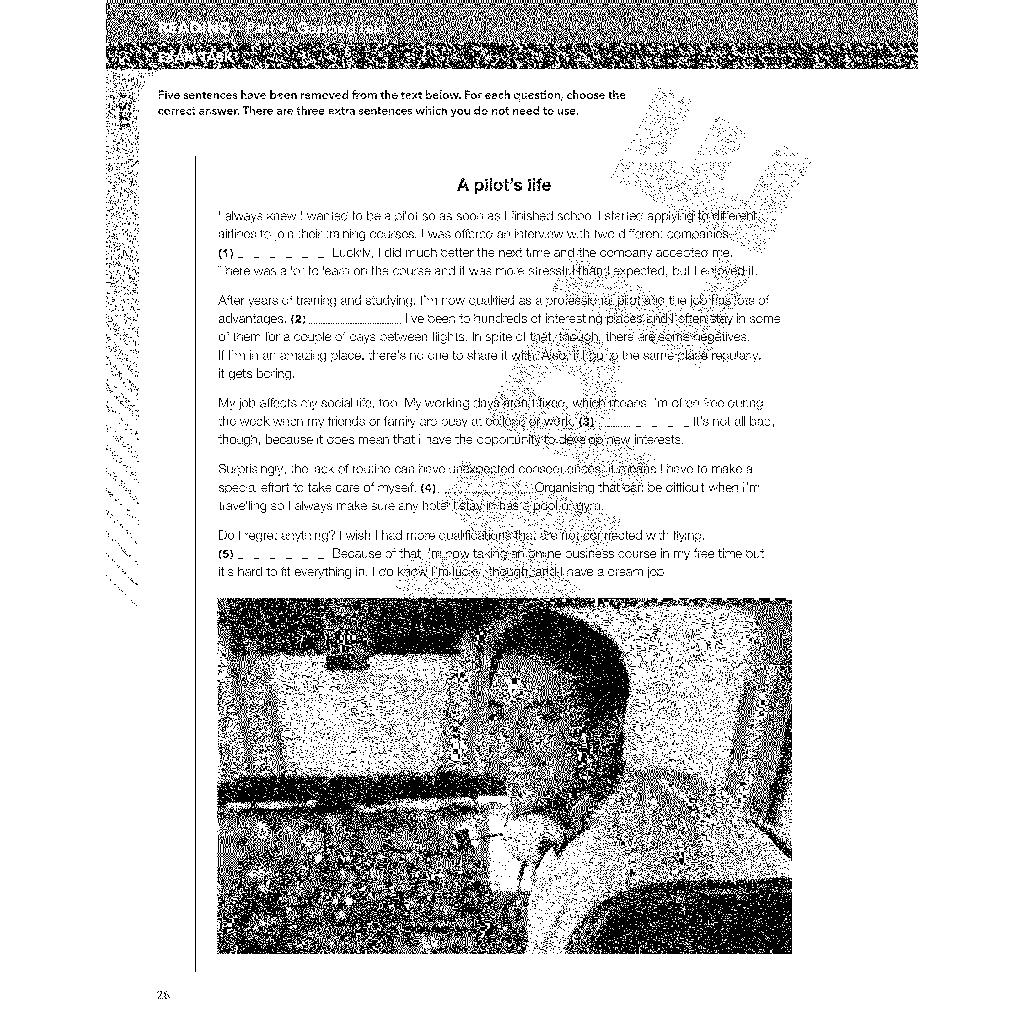 READING
EXAM TASK
TEST
Five sentences have been removed from the text below. For each question, choose the
correct answer. There are three extra sentences which you do not need to use.
A pilot's life
I always knew I wanted to be a pilot so as soon as I finished school I started applying to different
airlines to join their training courses. I was offered an interview with two different companies.
(1) _ _ _ _ _ _ _ Luckily, I did much better the next time and the company accepted me.
There was a lot to learn on the course and it was more stressful than I expected, but I enjoyed it.
After years of training and studying, I'm now qualified as a professional pilot and the job has lots of
advantages. (2) ____________ I've been to hundreds of interesting places and I often stay in some
of them for a couple of days between flights. In spite of that, though, there are some negatives.
If I'm in an amazing place, there's no one to share it with. Also, if I go to the same place regularly,
it gets boring.
My job affects my social life, too. My working days aren't fixed, which means I'm often free during
the week when my friends or family are busy at college or work. (3) ____________ It's not all bad,
though, because it does mean that I have the opportunity to develop new interests.
Surprisingly, the lack of routine can have unexpected consequences. It means I have to make a
special effort to take care of myself. (4) ____________ Organising that can be difficult when I'm
travelling so I always make sure any hotel I stay in has a pool or gym.
Do I regret anything? I wish I had more qualifications that are not connected with flying.
(5) _ _ _ _ _ _ _ Because of that, I'm now taking an online business course in my free time but
it's hard to fit everything in. I do know I'm lucky, though, and I have a dream job.
26